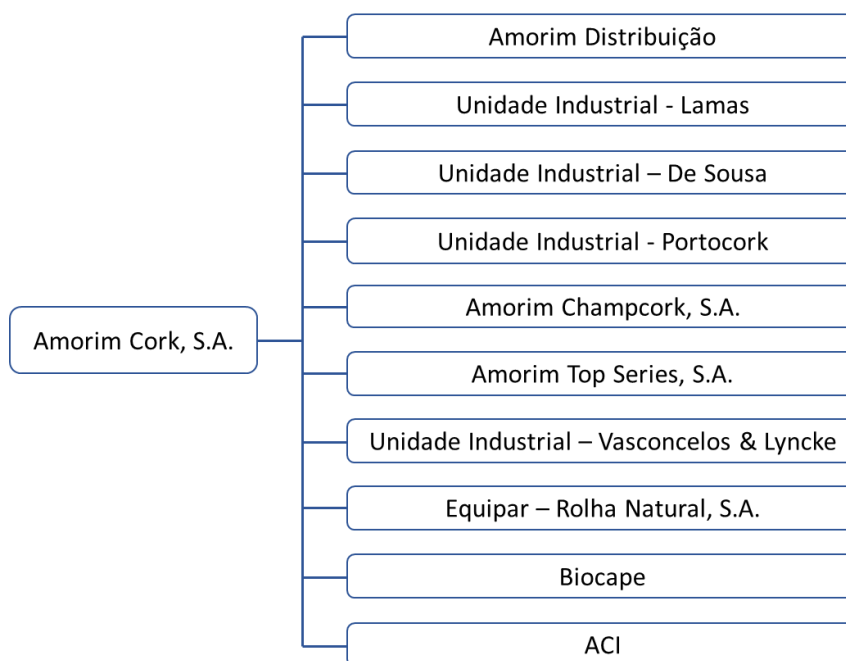 Amorim Distribuição
Unidade Industrial - Lamas
Unidade Industrial – De Sousa
Unidade Industrial - Portocork
Amorim Champcork, S.A.
Amorim Cork, S.A.
Amorim Top Series, S.A.
Unidade Industrial – Vasconcelos & Lyncke
Equipar – Rolha Natural, S.A.
Biocape
ACI